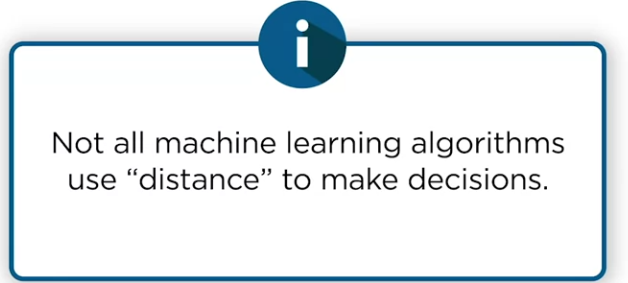 Not all machine learning algorithms
use “distance” to make decisions.